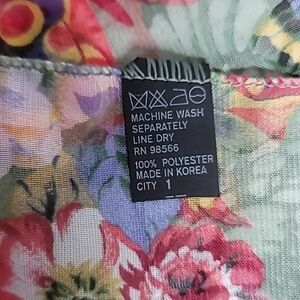 MACHINE WASH
SEPARATELY
LINE DRY
RN 98566
100% POLYESTER
MADE IN KOREA
CITY 1